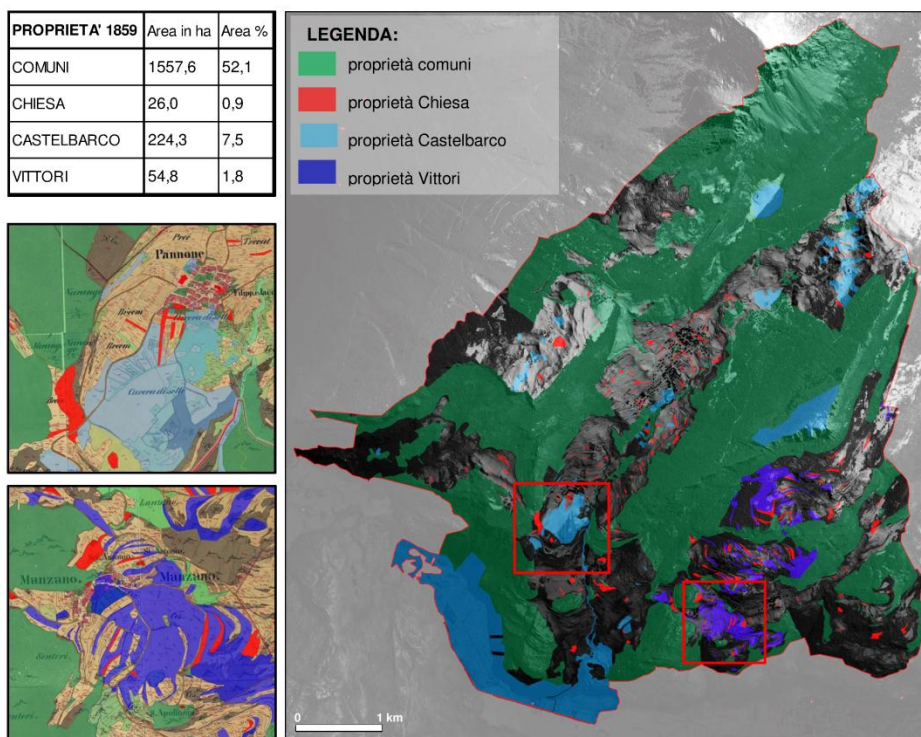 PROPRIETA' 1859 Area in ha Area %
COMUNI 1557,6 52,1
CHIESA 26,0 0,9
CASTELBARCO 224,3 7,5
VITTORI 54,8 1,8
LEGENDA:
proprietà comuni
proprietà Chiesa
proprietà Castelbarco
proprietà Vittori
Pannone
Manzano.
Manzano.
0 1 km